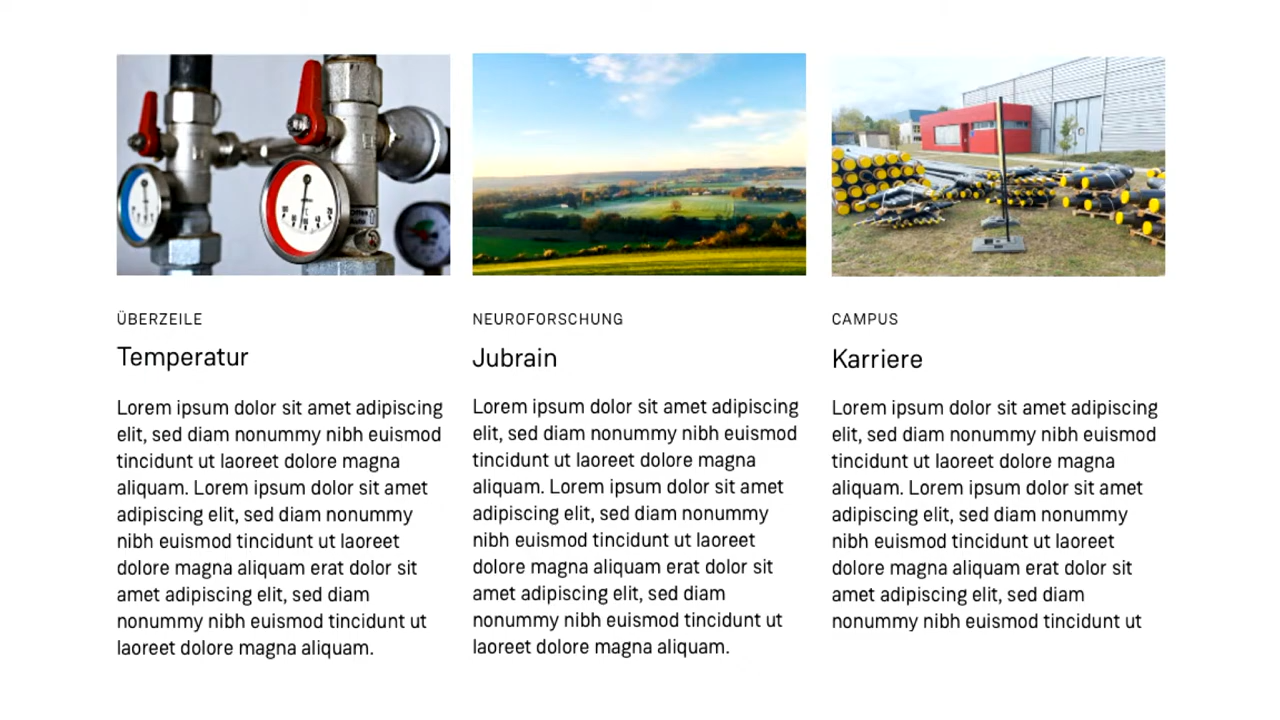 ÜBERZEILE
Temperatur
Lorem ipsum dolor sit amet adipiscing
elit, sed diam nonummy nibh euismod
tincidunt ut laoreet dolore magna
aliquam. Lorem ipsum dolor sit amet
adipiscing elit, sed diam nonummy
nibh euismod tincidunt ut laoreet
dolore magna aliquam erat dolor sit
amet adipiscing elit, sed diam
nonummy nibh euismod tincidunt ut
laoreet dolore magna aliquam.
NEUROFORSCHUNG
Jubrain
Lorem ipsum dolor sit amet adipiscing
elit, sed diam nonummy nibh euismod
tincidunt ut laoreet dolore magna
aliquam. Lorem ipsum dolor sit amet
adipiscing elit, sed diam nonummy
nibh euismod tincidunt ut laoreet
dolore magna aliquam erat dolor sit
amet adipiscing elit, sed diam
nonummy nibh euismod tincidunt ut
laoreet dolore magna aliquam.
CAMPUS
Karriere
Lorem ipsum dolor sit amet adipiscing
elit, sed diam nonummy nibh euismod
tincidunt ut laoreet dolore magna
aliquam. Lorem ipsum dolor sit amet
adipiscing elit, sed diam nonummy
nibh euismod tincidunt ut laoreet
dolore magna aliquam erat dolor sit
amet adipiscing elit, sed diam
nonummy nibh euismod tincidunt ut